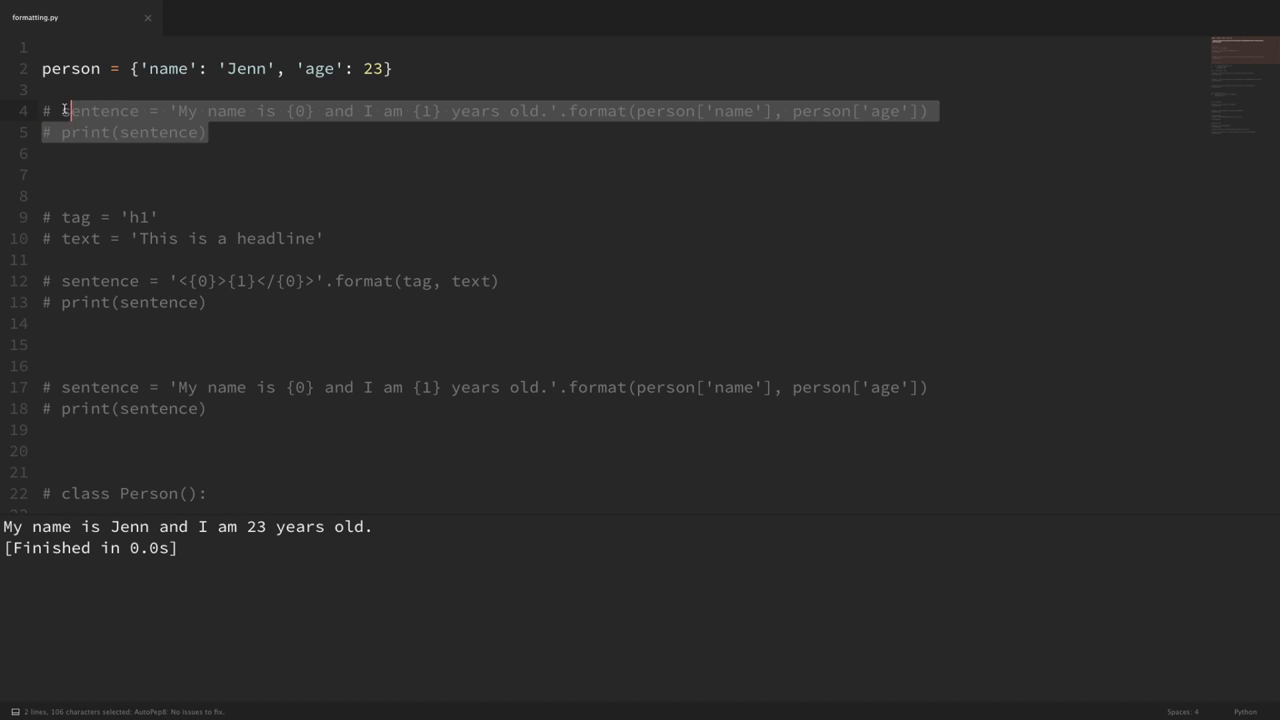 formatting.py ×
1
2 person = {'name': 'Jenn', 'age': 23}
3
4 # sentence = 'My name is {0} and I am {1} years old.'.format(person['name'], person['age'])
5 # print(sentence)
6
7
8
9 # tag = 'h1'
10 # text = 'This is a headline'
11
12 # sentence = '<{0}>{1}</{0}>'.format(tag, text)
13 # print(sentence)
14
15
16
17 # sentence = 'My name is {0} and I am {1} years old.'.format(person['name'], person['age'])
18 # print(sentence)
19
20
21
22 # class Person():
My name is Jenn and I am 23 years old.
[Finished in 0.0s]
2 lines, 106 characters selected; AutoPep8: No issues to fix. Spaces: 4 Python